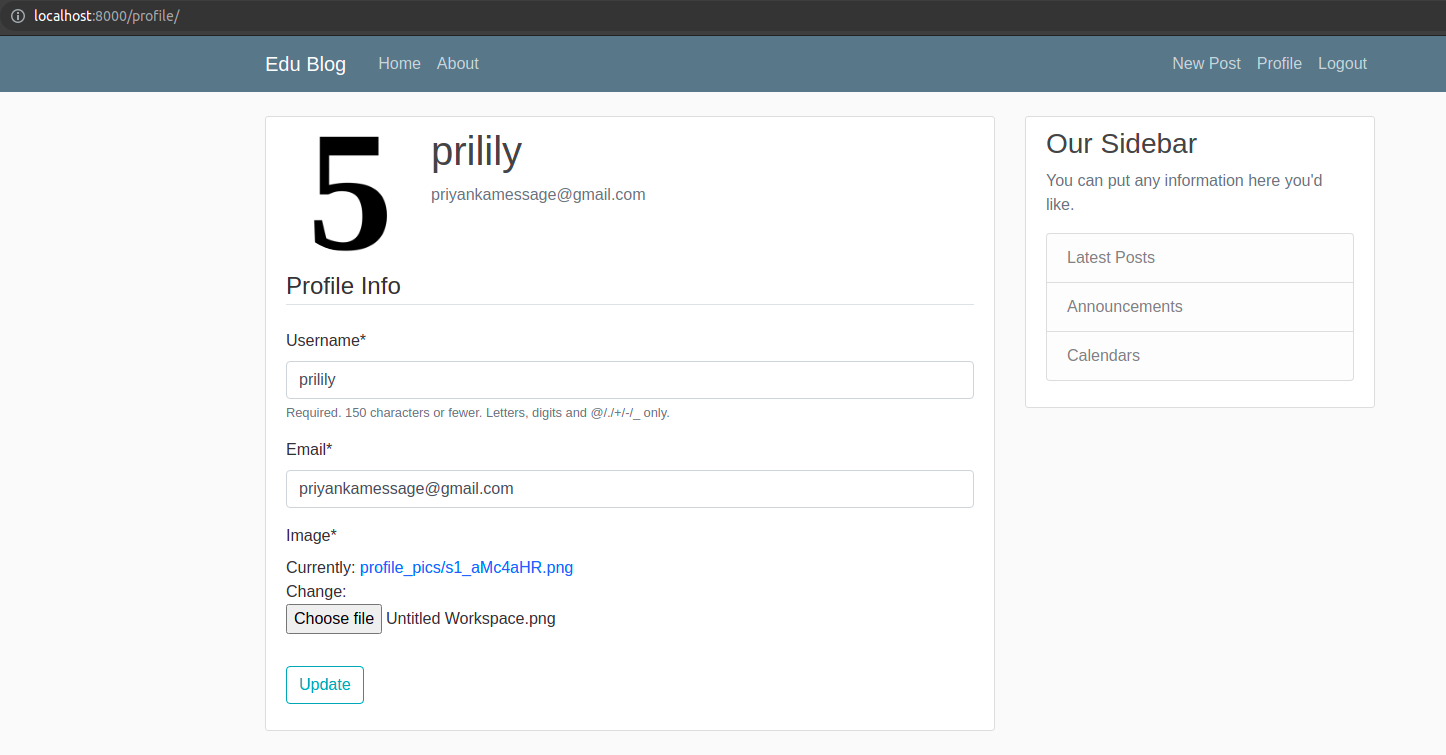 localhost:8000/profile/
Edu Blog Home About New Post Profile Logout
5
prilily
priyankamessage@gmail.com
Profile Info
Username*
prilily
Required. 150 characters or fewer. Letters, digits and @/./+/-/_ only.
Email*
priyankamessage@gmail.com
Image*
Currently: profile_pics/s1_aMc4aHR.png
Change:
Choose file Untitled Workspace.png
Update
Our Sidebar
You can put any information here you'd
like.
Latest Posts
Announcements
Calendars